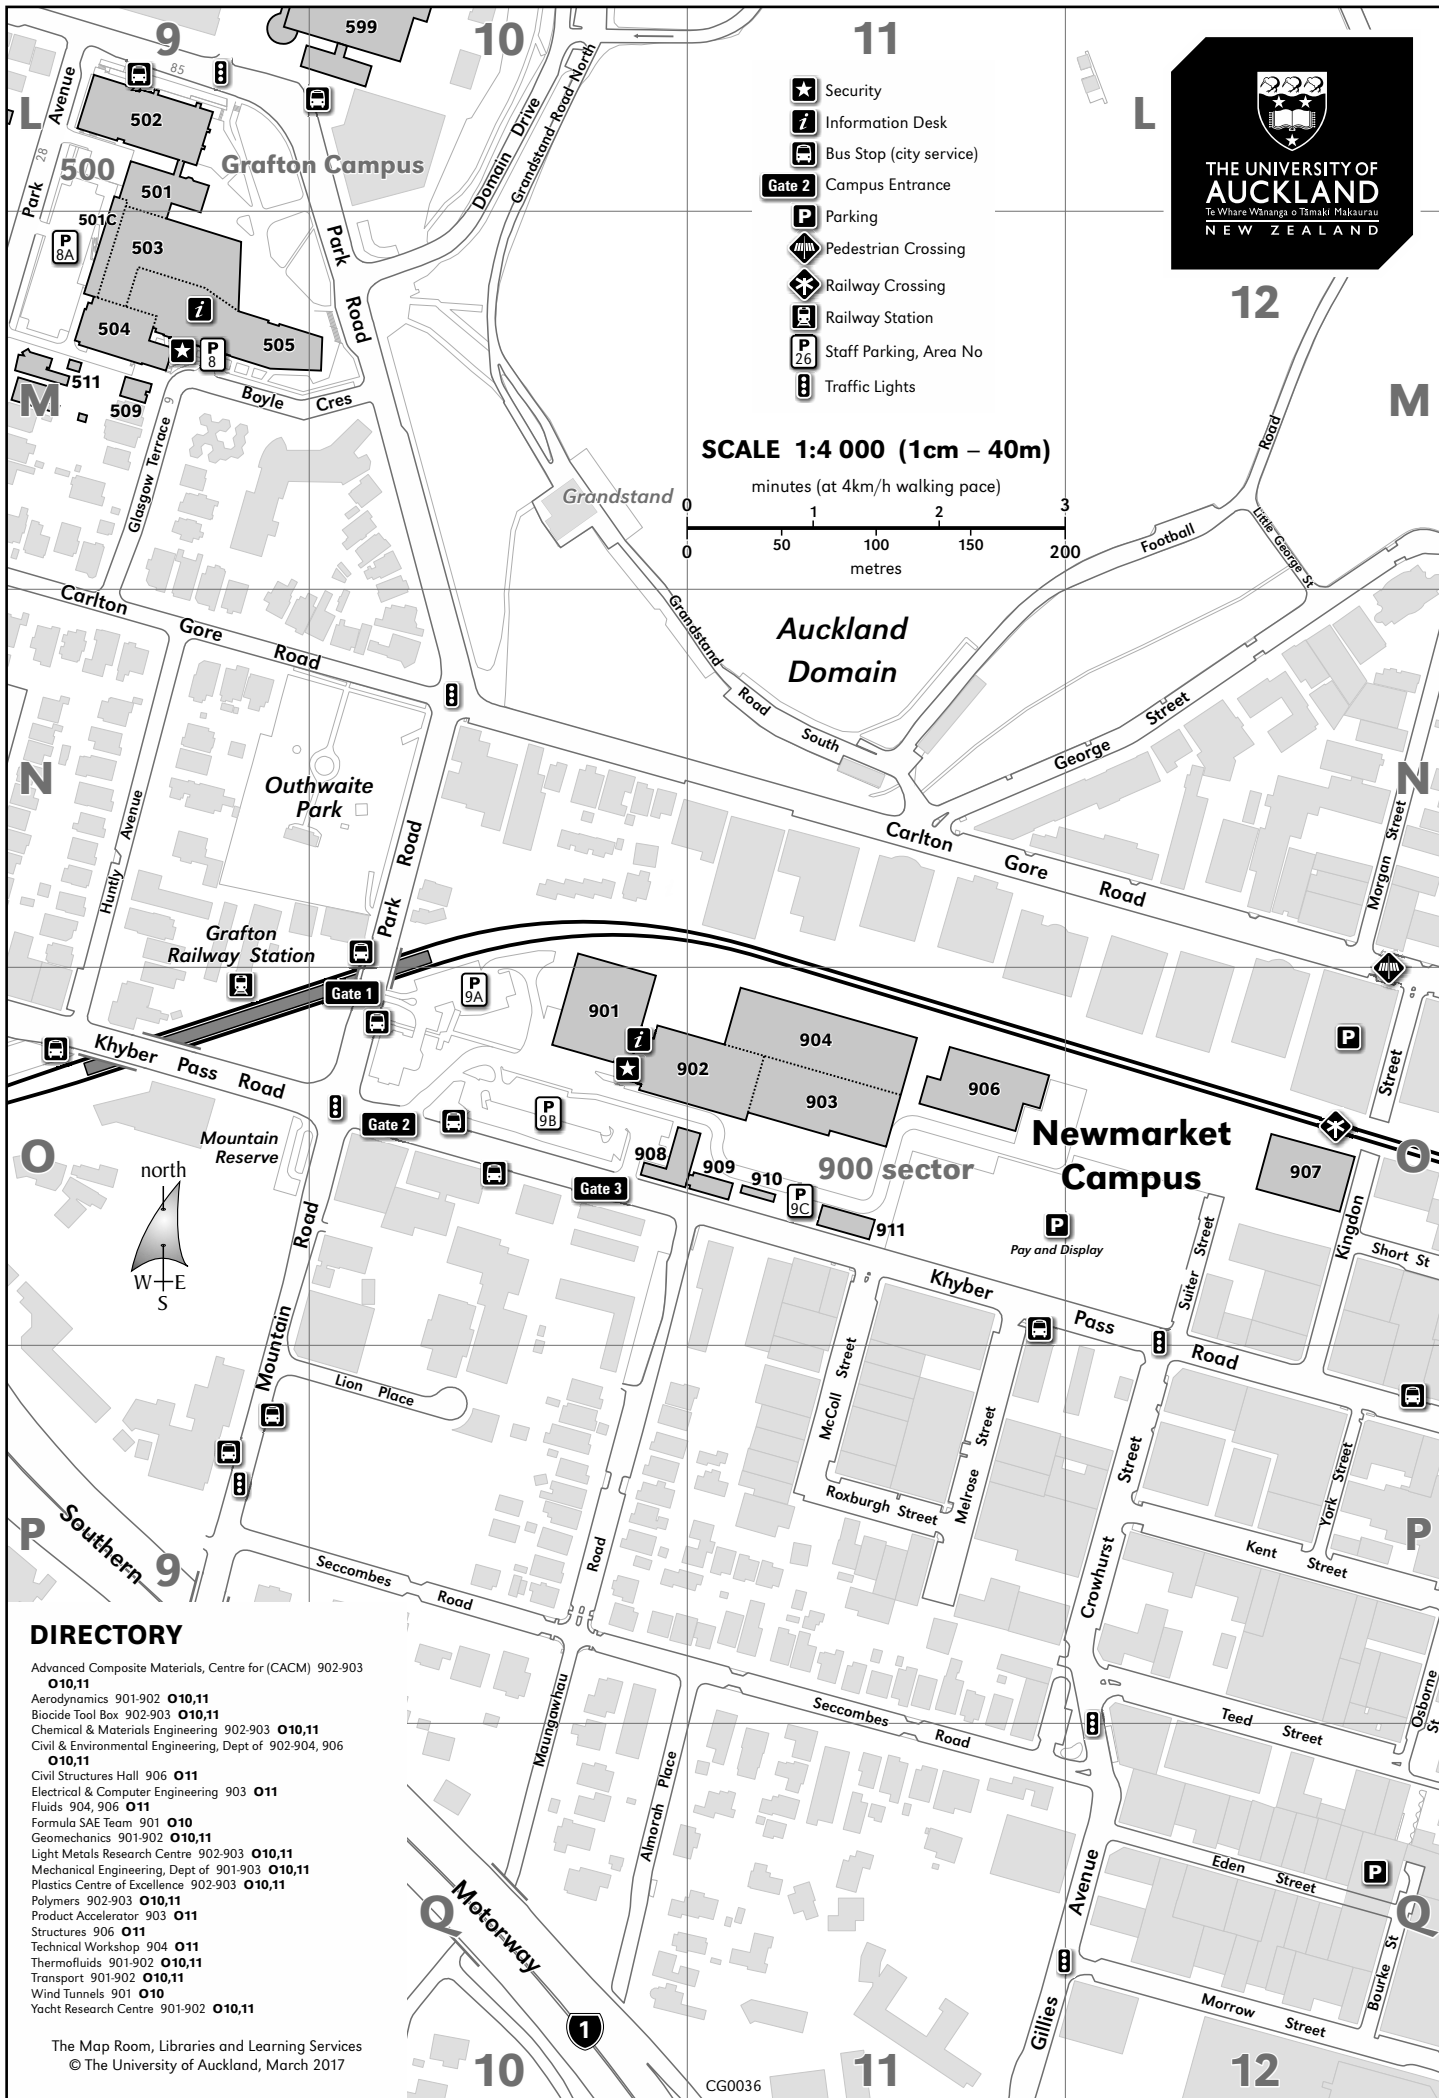 9
10
11
599
Security
Information Desk
Bus Stop (city service)
Gate 2 Campus Entrance
P Parking
Pedestrian Crossing
Railway Crossing
Railway Station
P 26 Staff Parking, Area No
Traffic Lights
THE UNIVERSITY OF
AUCKLAND
Te Whare Wānanga o Tāmaki Makaurau
NEW ZEALAND
L
L
85
Park Avenue
28
502
500
Grafton Campus
501
501C
P
8A
503
504
505
P
8
511
509
M
M
12
Boyle Cres
9
Glasgow Terrace
Park Road
Domain Drive
Grandstand Road North
SCALE 1:4 000 (1cm – 40m)
minutes (at 4km/h walking pace)
0 1 2 3
0 50 100 150 200
metres
Grandstand
Football Road
Little George St
Carlton Gore Road
Grandstand Road South
Auckland
Domain
George Street
N
N
Huntly Avenue
Outhwaite
Park
Park Road
Carlton Gore Road
Morgan Street
Grafton
Railway Station
Gate 1
P
9A
901
902
903
904
906
P
Street
Khyber Pass Road
Gate 2
P
9B
O
O
Mountain
Reserve
north
W E
S
908
909
910
P
9C
911
Gate 3
900 sector
Newmarket
Campus
907
P
Pay and Display
Suiter Street
Kingdon
Short St
Mountain Road
Khyber Pass Road
Lion Place
McColl Street
Melrose Street
Roxburgh Street
Crowhurst Street
York Street
Kent Street
P
P
9
Southern
Seccombes Road
Road
Maungawhau
Almorah Place
Seccombes Road
Teed Street
Osborne St
Eden Street
P
Q
Q
Motorway
1
Gillies Avenue
Morrow Street
Bourke St
10
11
12
DIRECTORY
Advanced Composite Materials, Centre for (CACM) 902-903
O10,11
Aerodynamics 901-902 O10,11
Biocide Tool Box 902-903 O10,11
Chemical & Materials Engineering 902-903 O10,11
Civil & Environmental Engineering, Dept of 902-904, 906
O10,11
Civil Structures Hall 906 O11
Electrical & Computer Engineering 903 O11
Fluids 904, 906 O11
Formula SAE Team 901 O10
Geomechanics 901-902 O10,11
Light Metals Research Centre 902-903 O10,11
Mechanical Engineering, Dept of 901-903 O10,11
Plastics Centre of Excellence 902-903 O10,11
Polymers 902-903 O10,11
Product Accelerator 903 O11
Structures 906 O11
Technical Workshop 904 O11
Thermofluids 901-902 O10,11
Transport 901-902 O10,11
Wind Tunnels 901 O10
Yacht Research Centre 901-902 O10,11
The Map Room, Libraries and Learning Services
© The University of Auckland, March 2017
CG0036